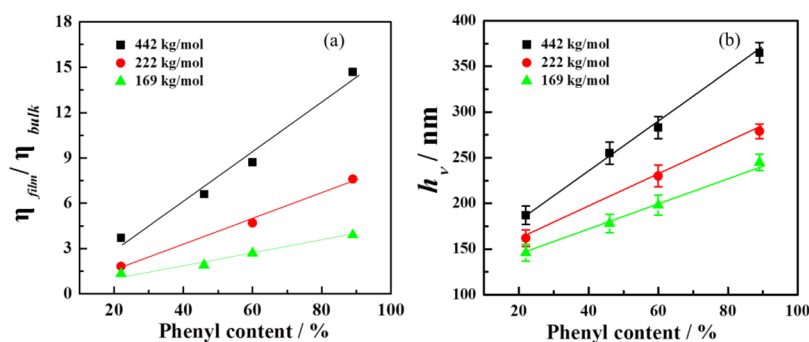 (a)
442 kg/mol
222 kg/mol
169 kg/mol
η film / η bulk
18
15
12
9
6
3
0
0 20 40 60 80 100
Phenyl content / %
(b)
442 kg/mol
222 kg/mol
169 kg/mol
hν / nm
400
350
300
250
200
150
100
20 40 60 80 100
Phenyl content / %